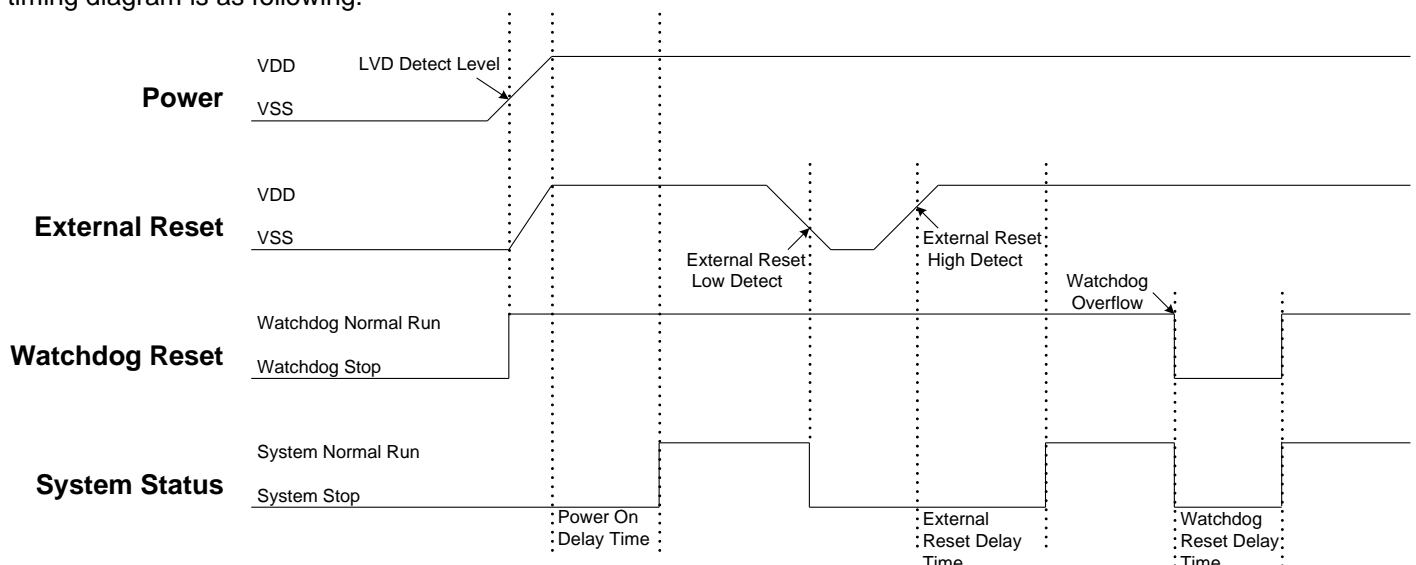 timing diagram is as following.
VDD
LVD Detect Level
Power
VSS
VDD
External Reset
VSS
External Reset
Low Detect
External Reset
High Detect
Watchdog
Overflow
Watchdog Normal Run
Watchdog Reset
Watchdog Stop
System Normal Run
System Status
System Stop
Power On
Delay Time
External
Reset Delay
Time
Watchdog
Reset Delay
Time